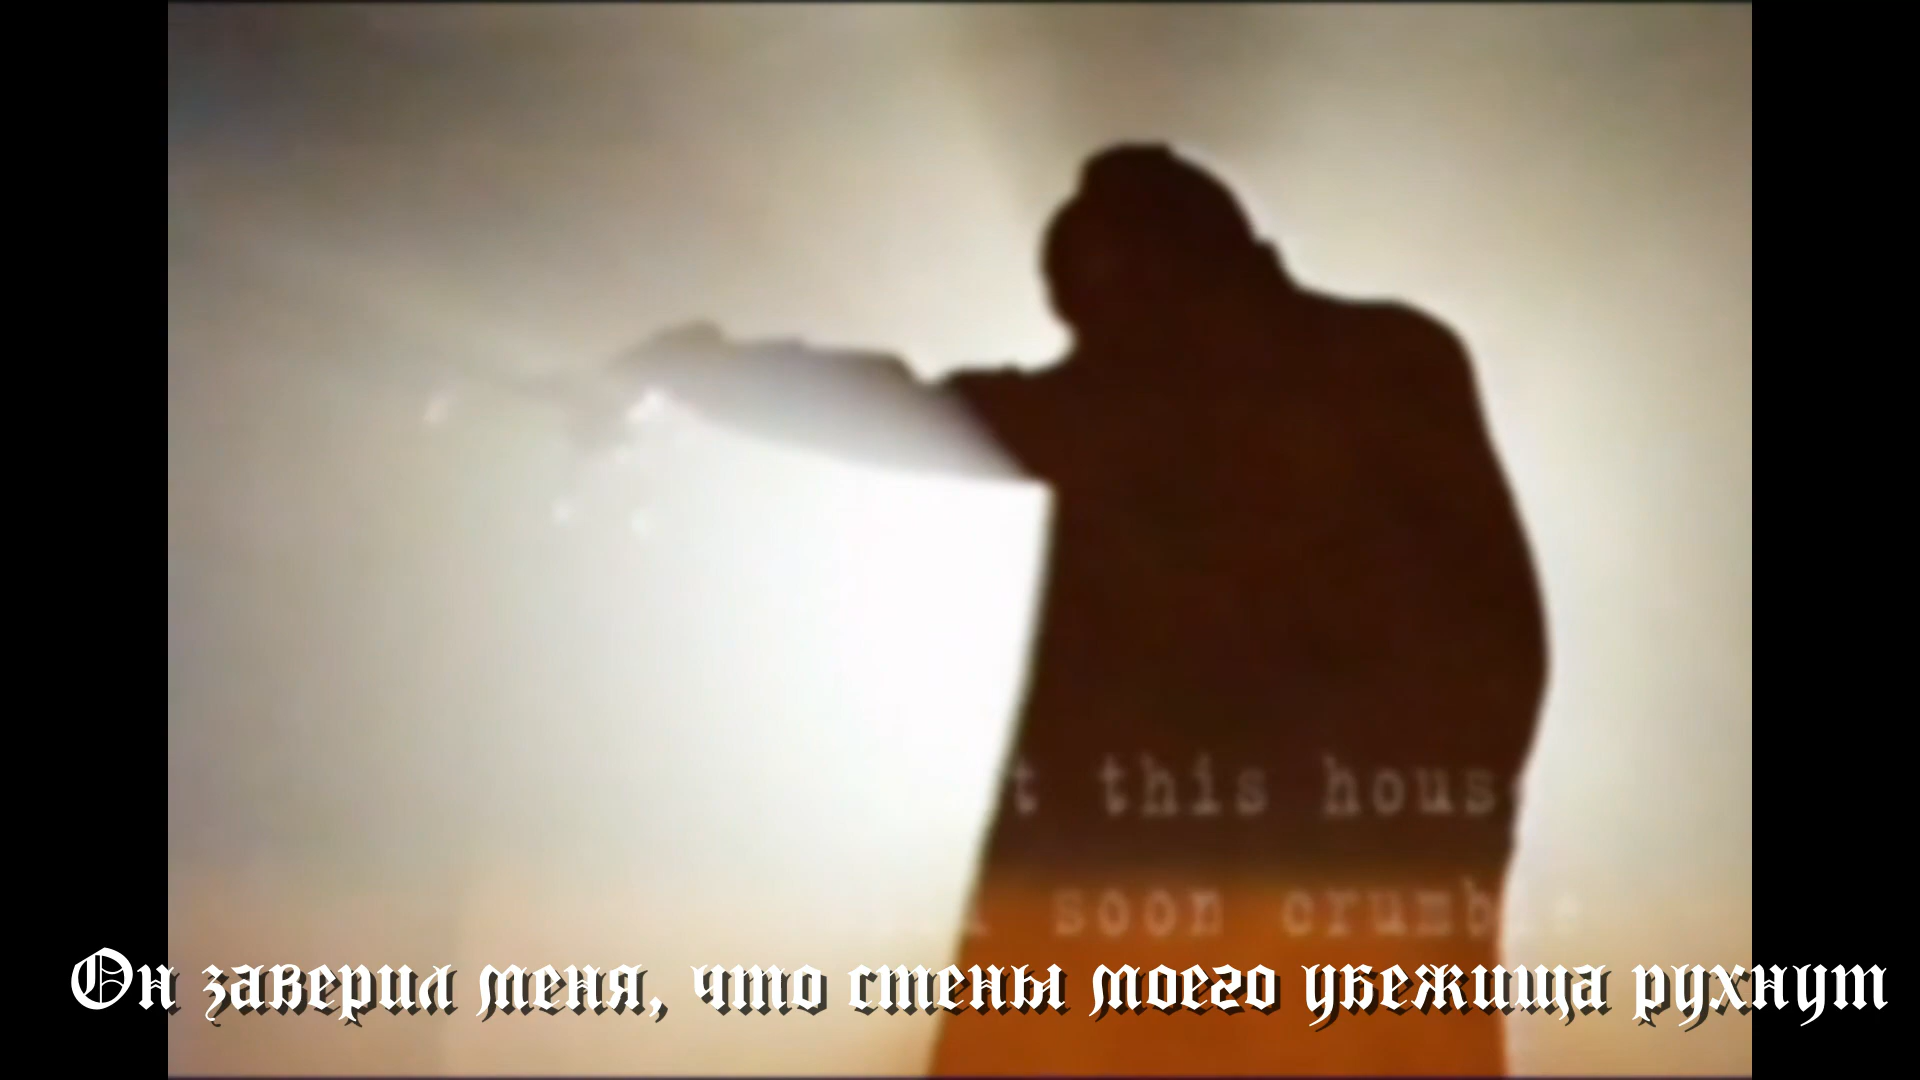 this
soon
Он заверил меня, что стены моего убежища рухнут